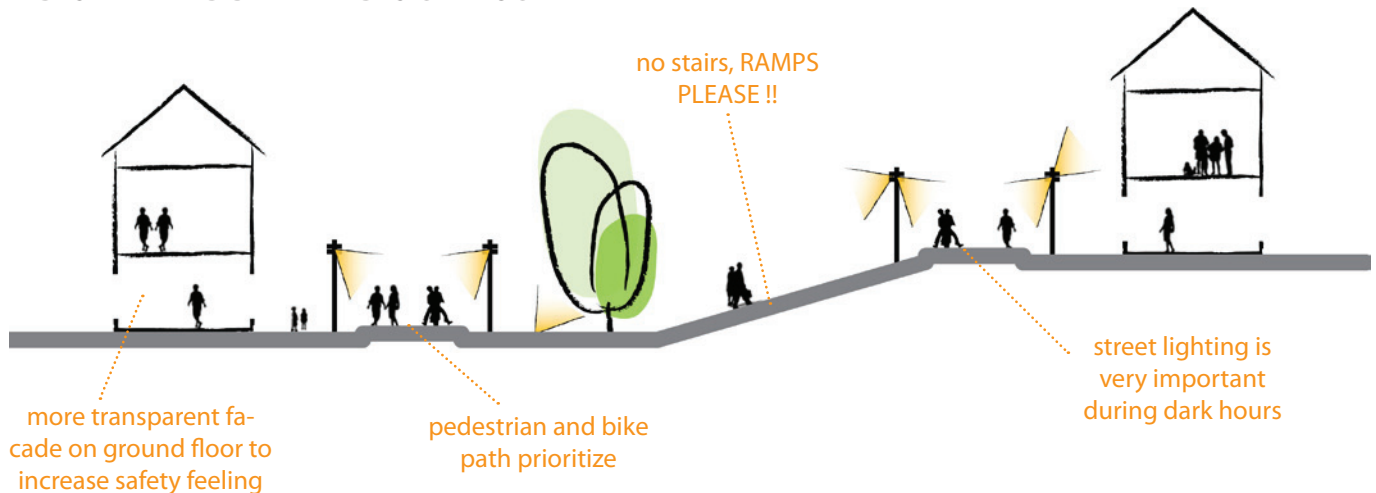 no stairs, RAMPS
PLEASE !!
street lighting is
very important
during dark hours
more transparent fa-
cade on ground floor to
increase safety feeling
pedestrian and bike
path prioritize